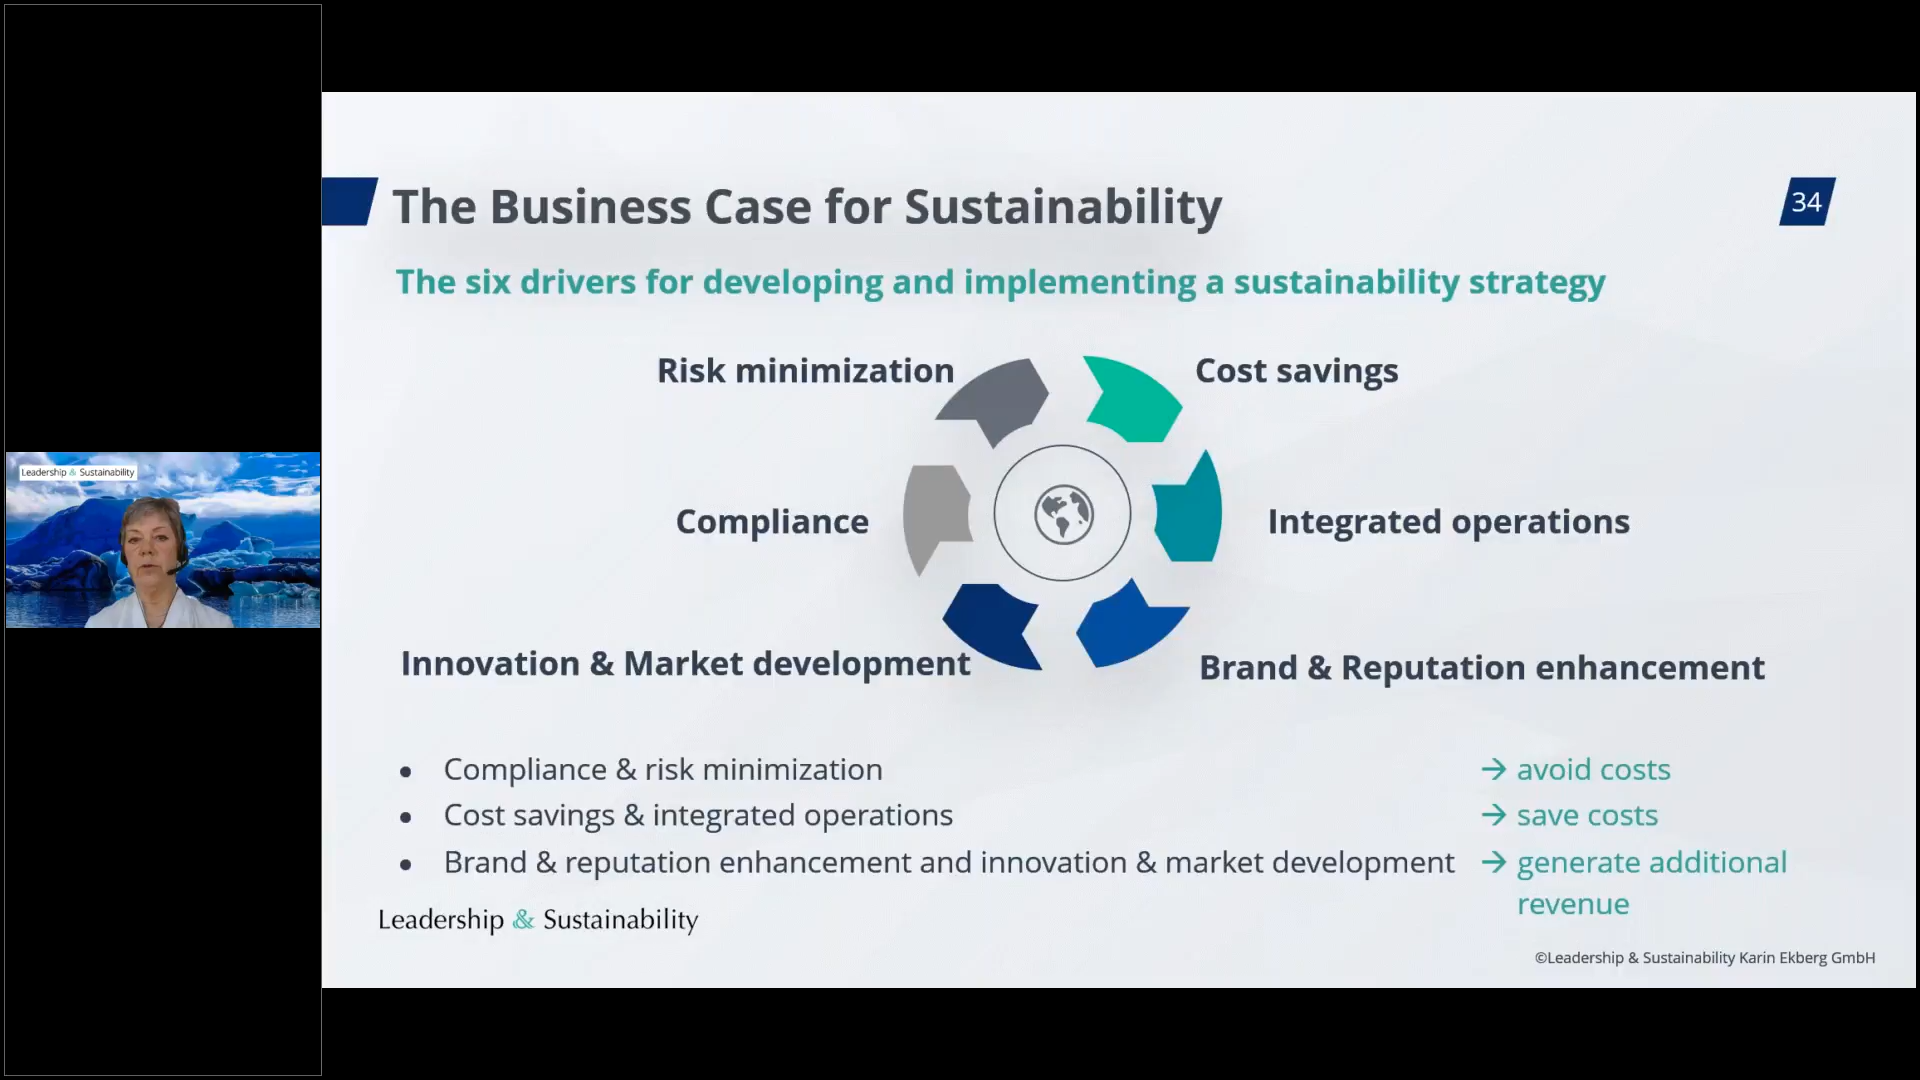 Leadership & Sustainability
The Business Case for Sustainability
34
The six drivers for developing and implementing a sustainability strategy
Risk minimization
Cost savings
Compliance
Integrated operations
Innovation & Market development
Brand & Reputation enhancement
• Compliance & risk minimization → avoid costs
• Cost savings & integrated operations → save costs
• Brand & reputation enhancement and innovation & market development → generate additional
revenue
Leadership & Sustainability
©Leadership & Sustainability Karin Ekberg GmbH